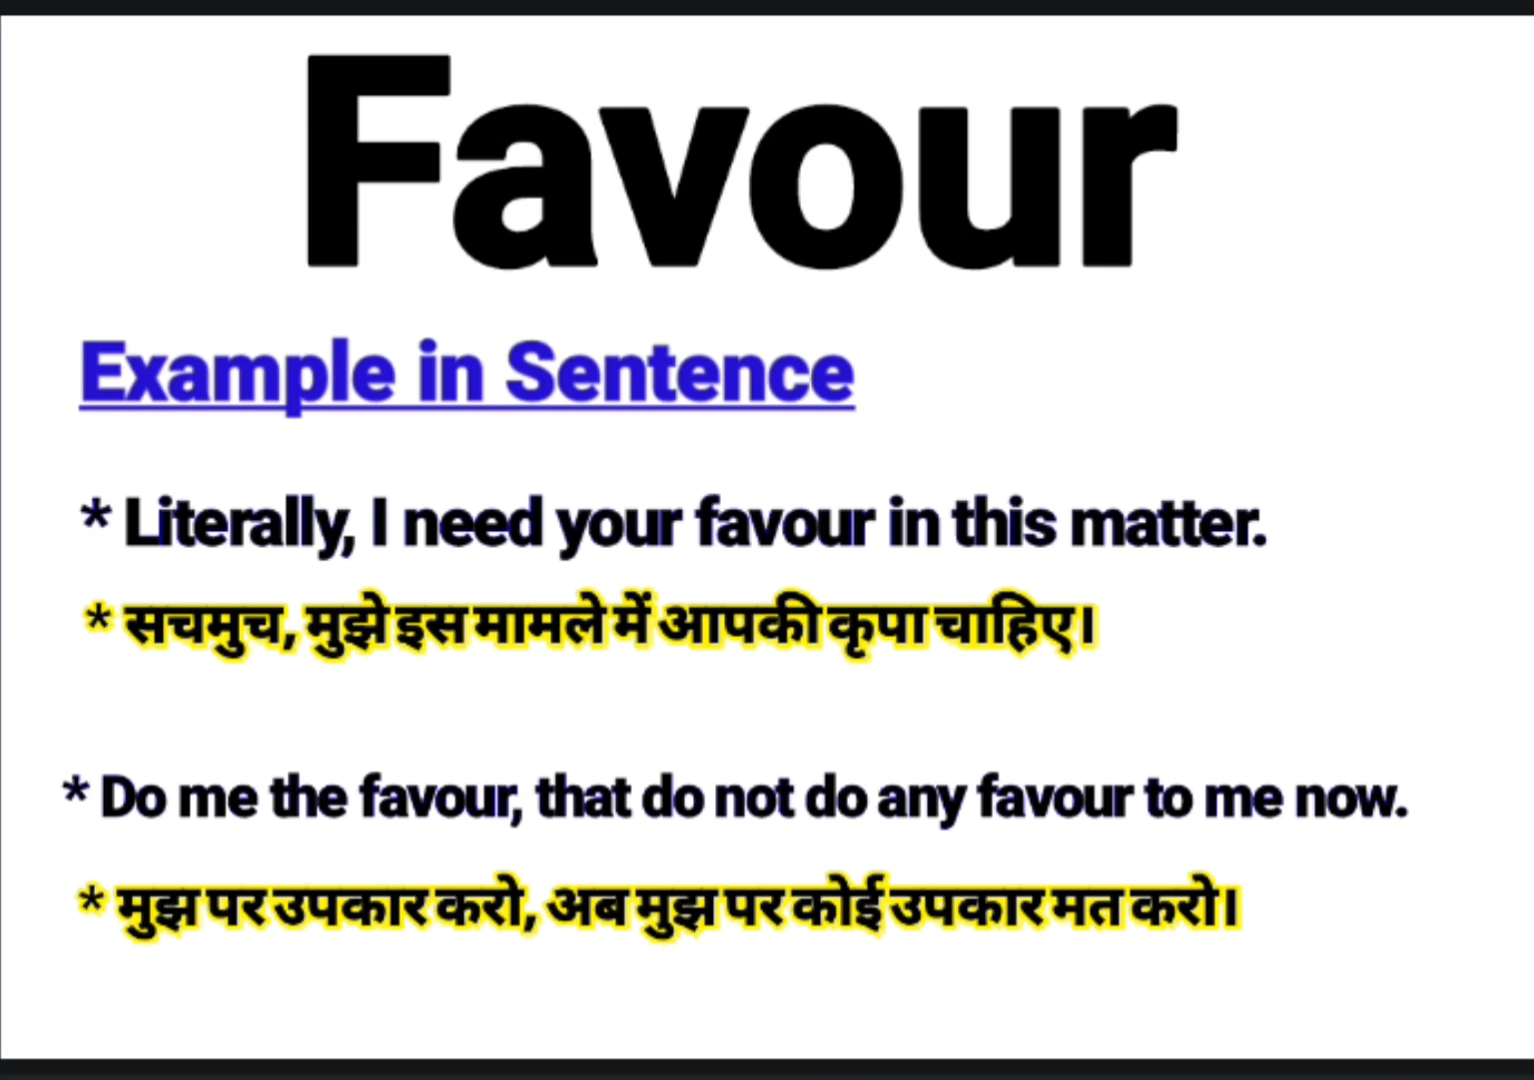 Favour
Example in Sentence
* Literally, I need your favour in this matter.
* सचमुच, मुझे इस मामले में आपकी कृपा चाहिए।
* Do me the favour, that do not do any favour to me now.
* मुझ पर उपकार करो, अब मुझ पर कोई उपकार मत करो।